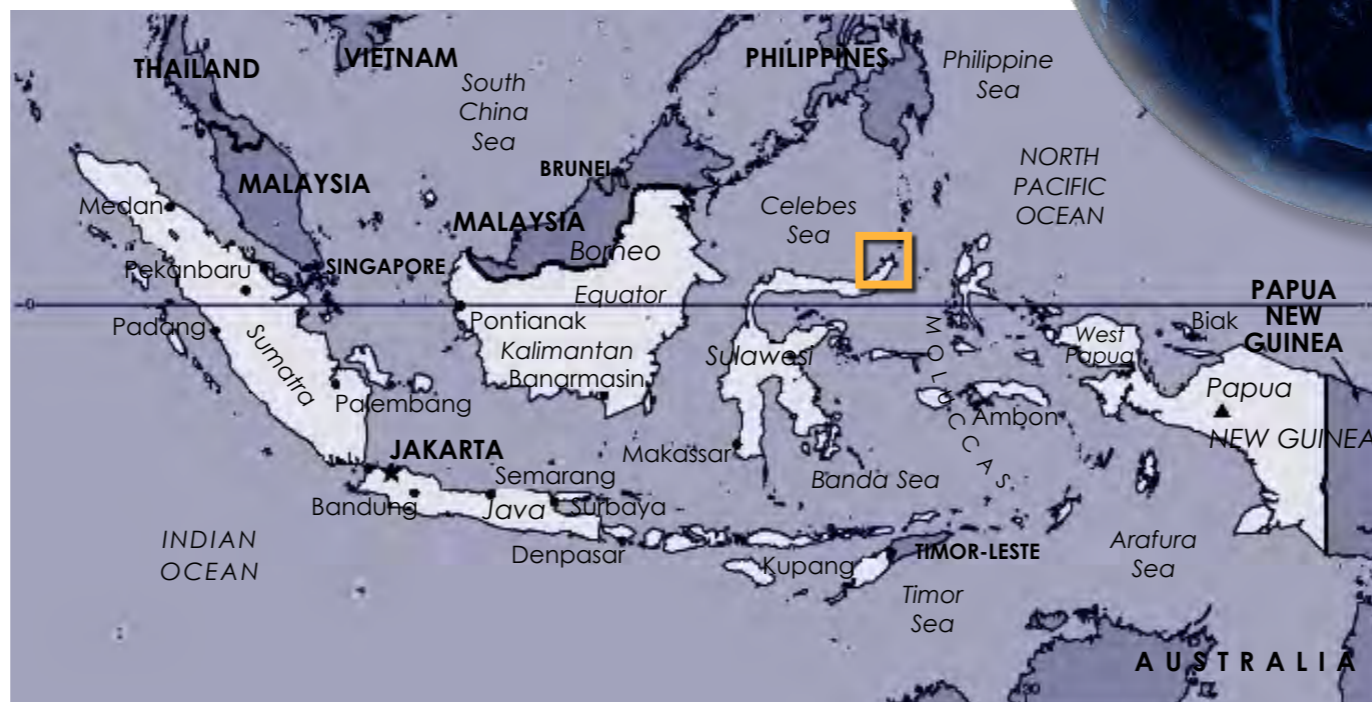 THAILAND
VIETNAM
South
China
Sea
PHILIPPINES
Philippine
Sea
NORTH
PACIFIC
OCEAN
BRUNEI
MALAYSIA
Medan
MALAYSIA
Celebes
Sea
Borneo
Pekanbaru
SINGAPORE
Equator
0
PAPUA
NEW
GUINEA
Padang
Pontianak
Biak
Sumatra
Kalimantan
Sulawesi
MOLUCCAS
West
Papua
Banarmasin
Papua
Palembang
Ambon
NEW GUINEA
JAKARTA
Makassar
Semarang
Banda Sea
Bandung
Java
Surbaya
INDIAN
OCEAN
Denpasar
Kupang
TIMOR-LESTE
Arafura
Sea
Timor
Sea
AUSTRALIA